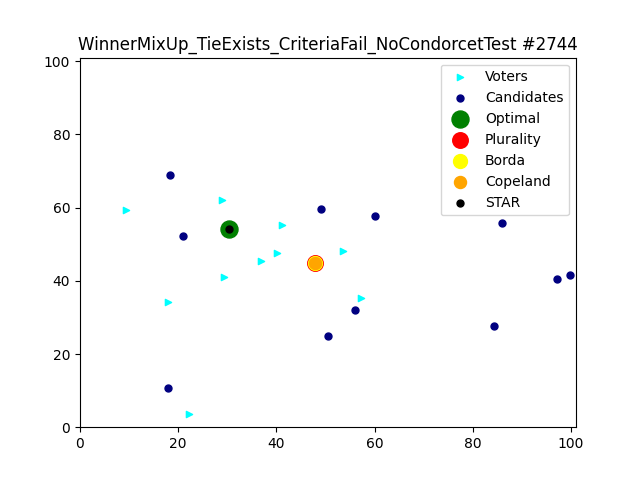 WinnerMixUp_TieExists_CriteriaFail_NoCondorcetTest #2744
100
80
60
40
20
0
0
20
40
60
80
100
Voters
Candidates
Optimal
Plurality
Borda
Copeland
STAR